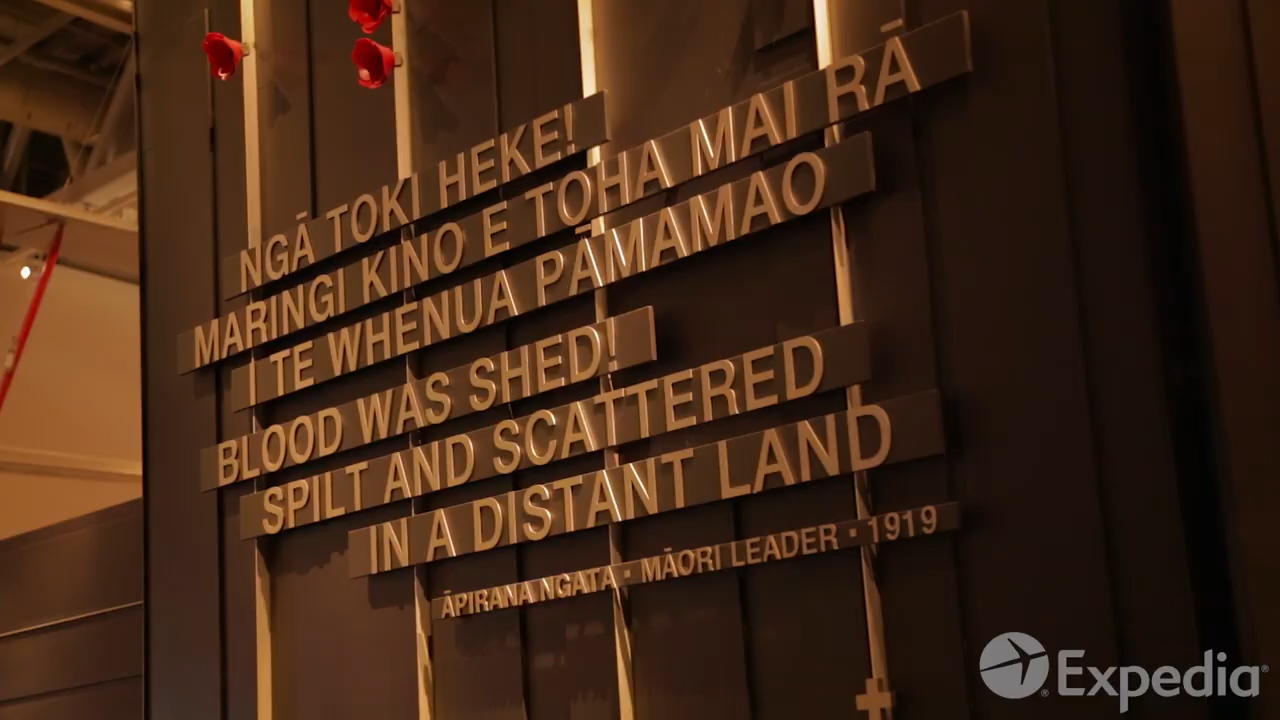 NGĀ TOKI HEKE!
MARINGI KINO E TOHA MAI RĀ
I TE WHENUA PĀMAMAO
BLOOD WAS SHED!
SPILT AND SCATTERED
IN A DISTANT LAND
ĀPIRANA NGATA · MĀORI LEADER · 1919
Expedia®